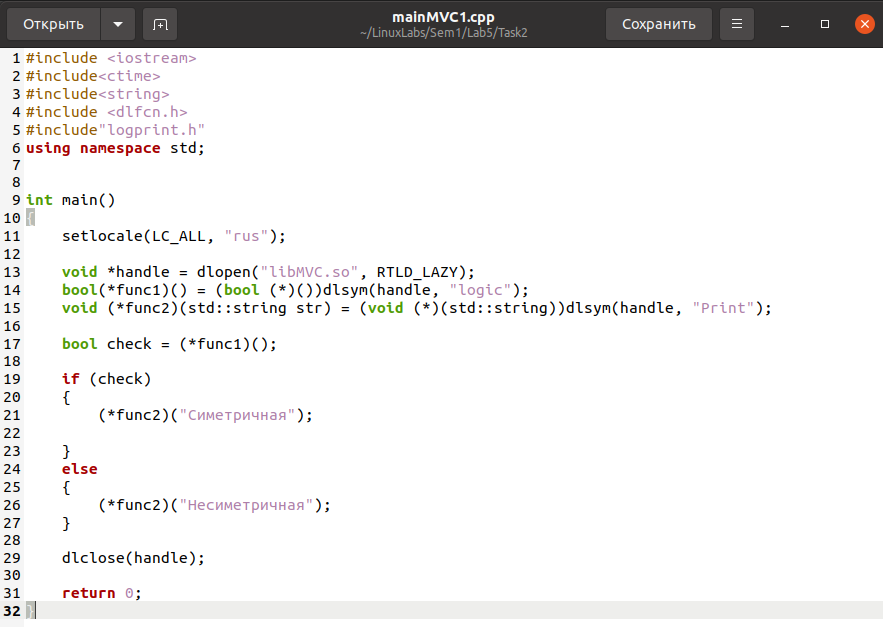 Открыть
mainMVC1.cpp
~/LinuxLabs/Sem1/Lab5/Task2
Сохранить
1 #include <iostream>
2 #include<ctime>
3 #include<string>
4 #include <dlfcn.h>
5 #include"logprint.h"
6 using namespace std;
7
8
9 int main()
10 {
11     setlocale(LC_ALL, "rus");
12
13     void *handle = dlopen("libMVC.so", RTLD_LAZY);
14     bool(*func1)() = (bool (*)())dlsym(handle, "logic");
15     void (*func2)(std::string str) = (void (*)(std::string))dlsym(handle, "Print");
16
17     bool check = (*func1)();
18
19     if (check)
20     {
21         (*func2)("Симетричная");
22
23     }
24     else
25     {
26         (*func2)("Несиметричная");
27     }
28
29     dlclose(handle);
30
31     return 0;
32 }